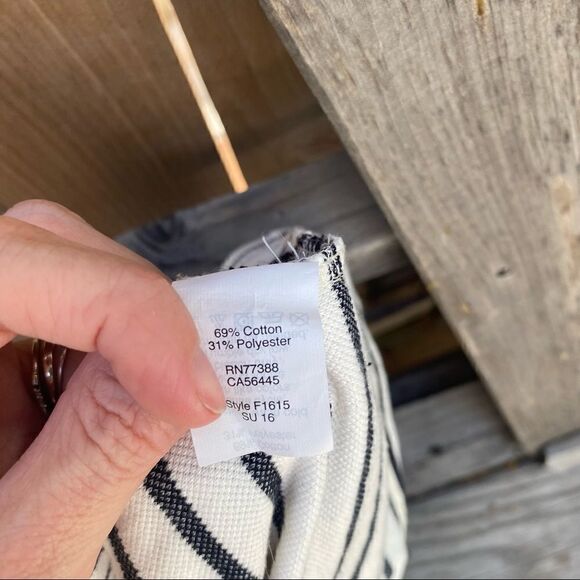 69% Cotton
31% Polyester
RN77388
CA56445
Style F1615
SU 16